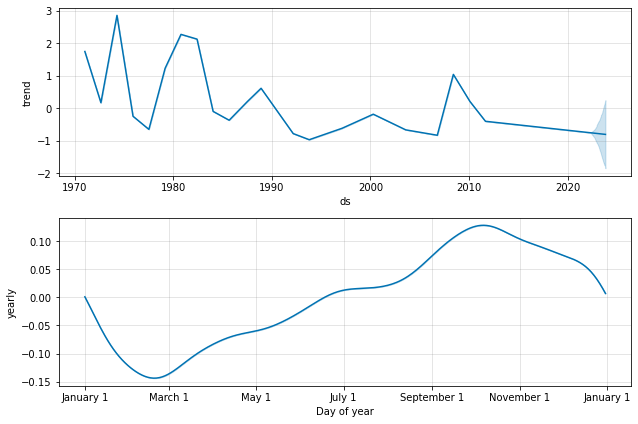 3
2
1
0
−1
−2
trend
1970
1980
1990
2000
2010
2020
ds
0.10
0.05
0.00
−0.05
−0.10
−0.15
yearly
January 1
March 1
May 1
July 1
September 1
November 1
January 1
Day of year